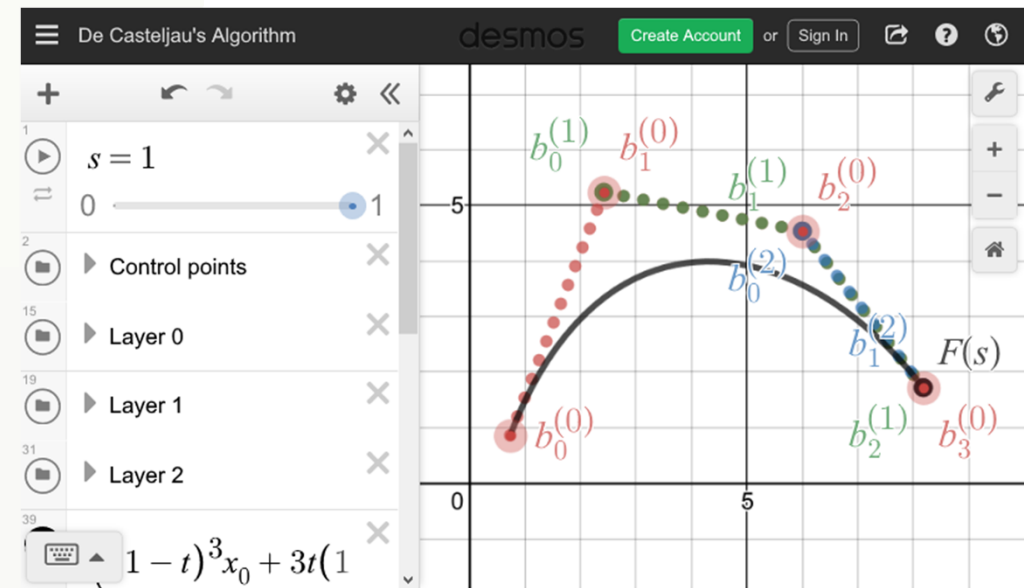 De Casteljau's Algorithm desmos Create Account or Sign In
1
s = 1
0 1
2
Control points
15
Layer 0
19
Layer 1
31
Layer 2
39
1 − t)³x₀ + 3t(1
b₀⁽¹⁾ b₁⁽⁰⁾
b₁⁽¹⁾ b₂⁽⁰⁾
5
b₀⁽²⁾
b₁⁽²⁾ F(s)
b₀⁽⁰⁾ b₂⁽¹⁾ b₃⁽⁰⁾
0 5